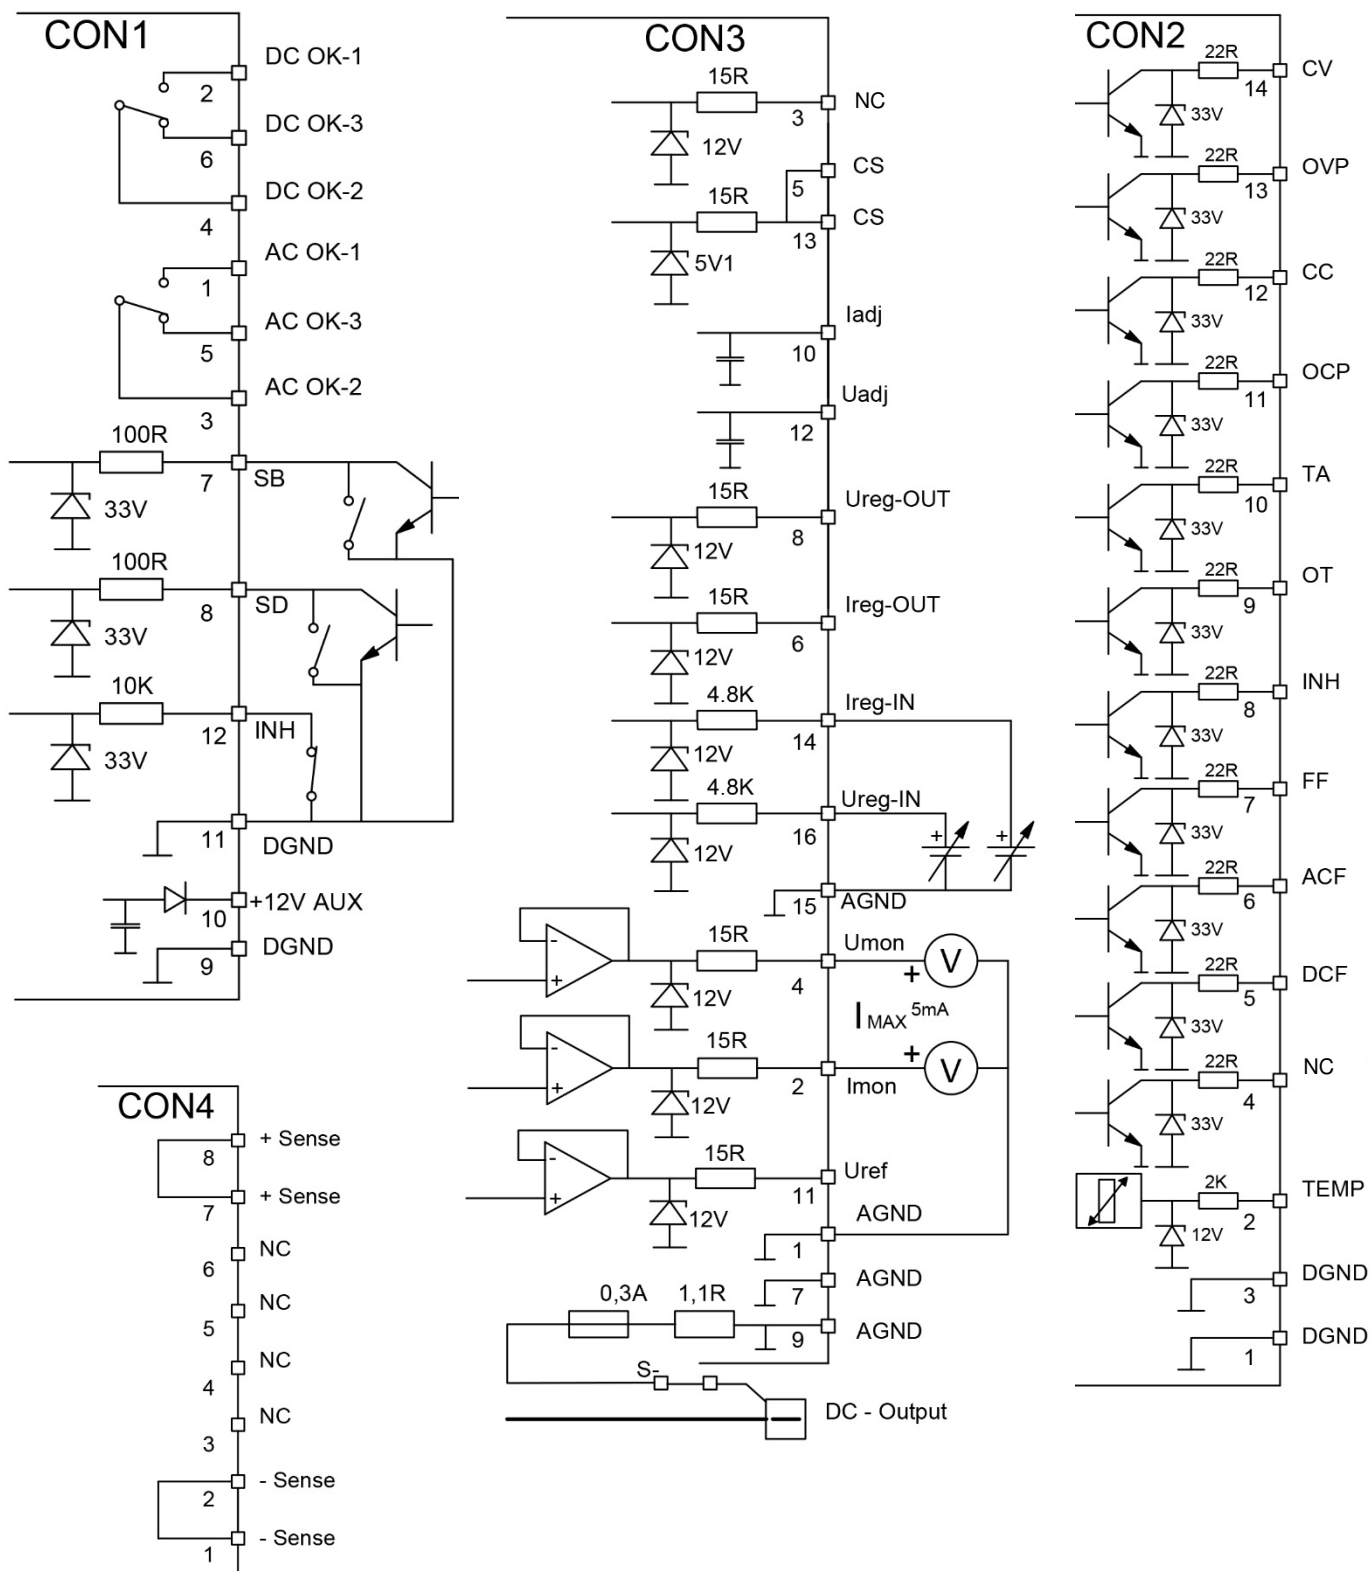 CON1
DC OK-1
2
DC OK-3
6
DC OK-2
4
AC OK-1
1
AC OK-3
5
AC OK-2
3
100R
7
SB
33V
100R
8
SD
33V
10K
12
INH
33V
11
DGND
10
+12V AUX
9
DGND
CON4
8
+ Sense
7
+ Sense
6
NC
5
NC
4
NC
3
NC
2
- Sense
1
- Sense
CON3
15R
3
NC
12V
CS
5
15R
13
CS
5V1
Iadj
10
Uadj
12
15R
Ureg-OUT
8
12V
15R
Ireg-OUT
6
12V
4.8K
Ireg-IN
14
12V
4.8K
Ureg-IN
16
12V
+
+
15
AGND
-
+
15R
Umon
4
+
V
12V
I MAX 5mA
-
+
15R
2
Imon
+
V
12V
-
+
15R
11
Uref
12V
AGND
1
AGND
7
0,3A
1,1R
9
AGND
S-
DC - Output
CON2
22R
14
CV
33V
22R
13
OVP
33V
22R
12
CC
33V
22R
11
OCP
33V
22R
10
TA
33V
22R
9
OT
33V
22R
8
INH
33V
22R
7
FF
33V
22R
6
ACF
33V
22R
5
DCF
33V
22R
4
NC
33V
2K
2
TEMP
12V
3
DGND
1
DGND